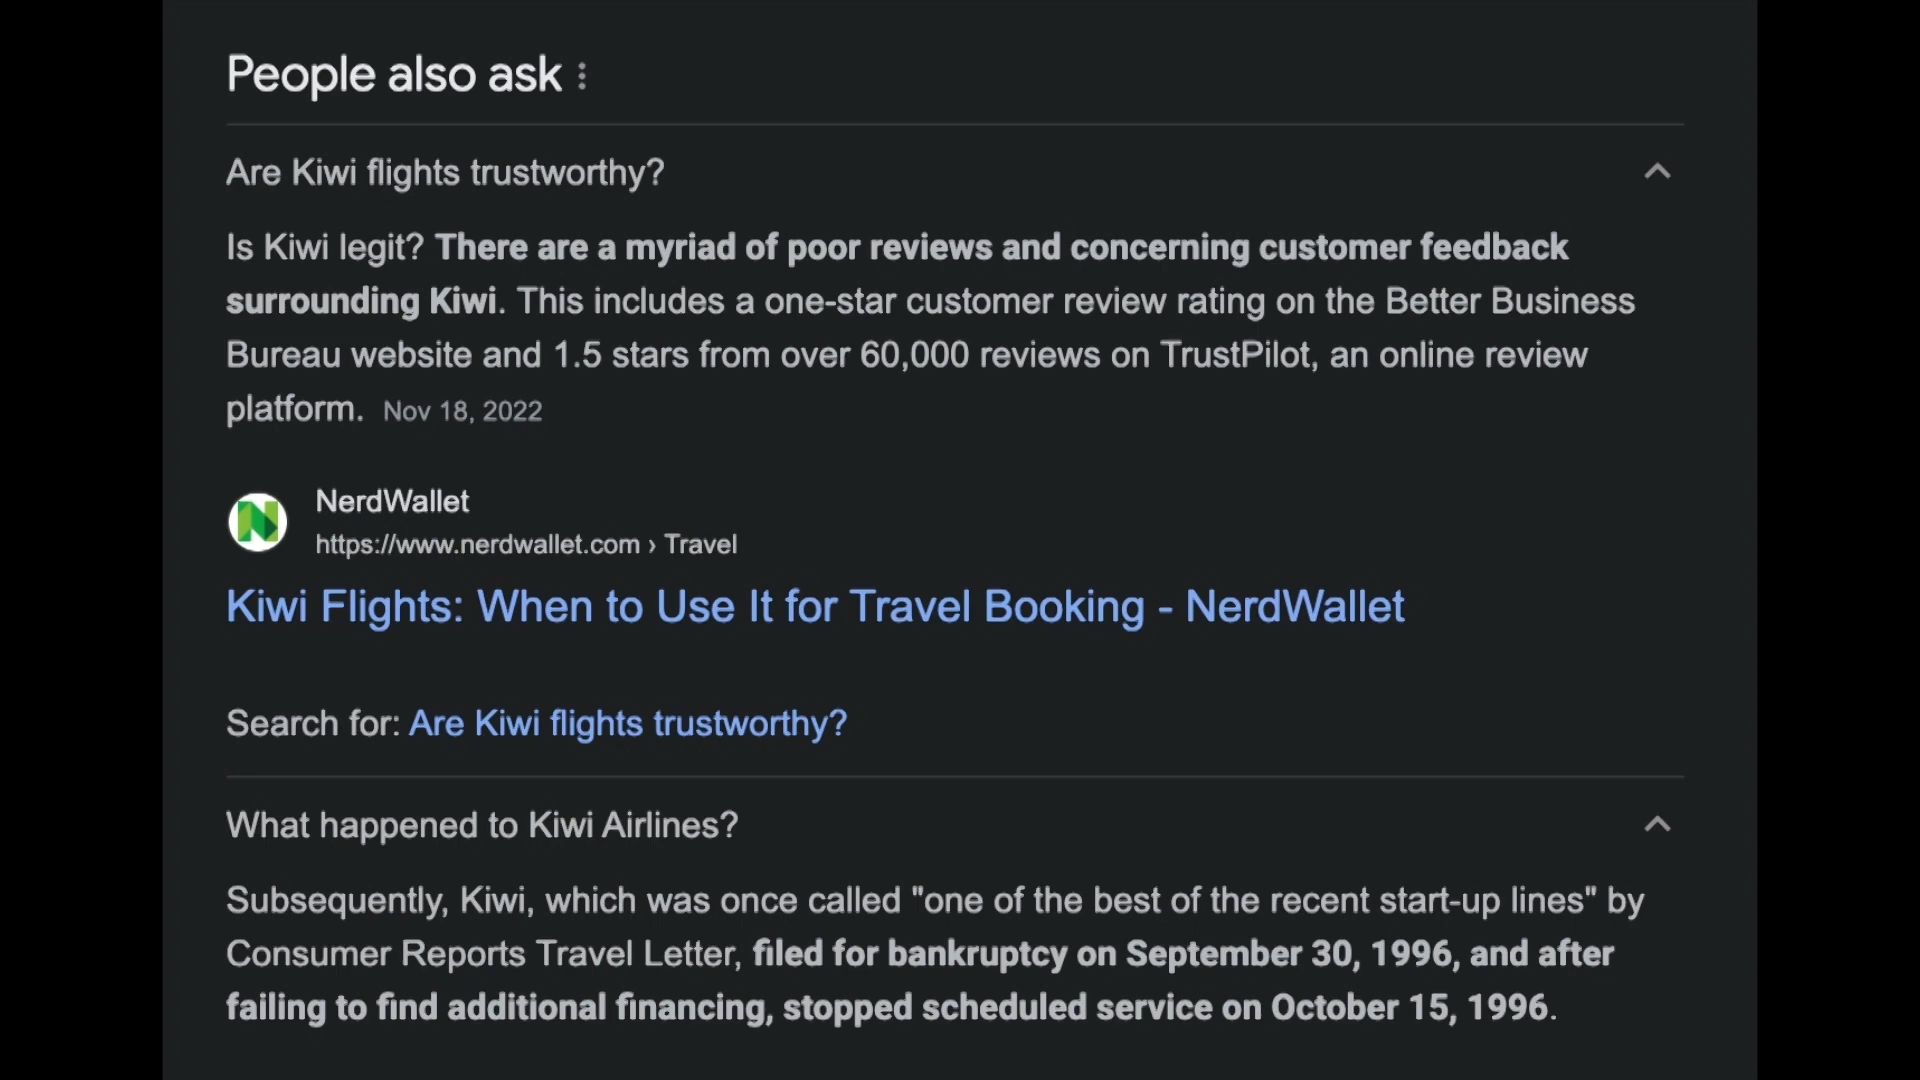 People also ask
Are Kiwi flights trustworthy?
Is Kiwi legit? There are a myriad of poor reviews and concerning customer feedback
surrounding Kiwi. This includes a one-star customer review rating on the Better Business
Bureau website and 1.5 stars from over 60,000 reviews on TrustPilot, an online review
platform. Nov 18, 2022
NerdWallet
https://www.nerdwallet.com › Travel
Kiwi Flights: When to Use It for Travel Booking - NerdWallet
Search for: Are Kiwi flights trustworthy?
What happened to Kiwi Airlines?
Subsequently, Kiwi, which was once called "one of the best of the recent start-up lines" by
Consumer Reports Travel Letter, filed for bankruptcy on September 30, 1996, and after
failing to find additional financing, stopped scheduled service on October 15, 1996.